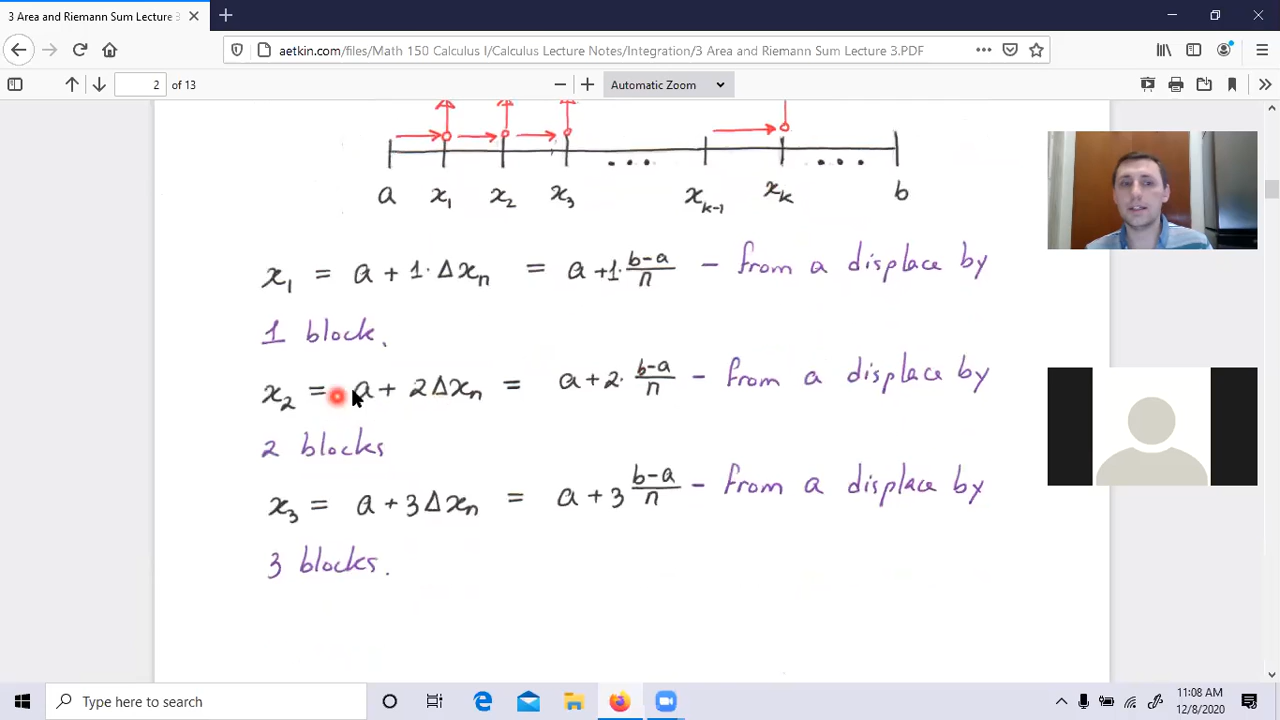 3 Area and Riemann Sum Lecture 3
aetkin.com/files/Math 150 Calculus I/Calculus Lecture Notes/Integration/3 Area and Riemann Sum Lecture 3.PDF
2 of 13
Automatic Zoom
a x₁ x₂ x₃ ... xₖ₋₁ xₖ ... b
x₁ = a + 1·Δxₙ = a + 1·(b-a)/n – from a displace by
1 block.
x₂ = a + 2Δxₙ = a + 2·(b-a)/n – from a displace by
2 blocks
x₃ = a + 3Δxₙ = a + 3 (b-a)/n – from a displace by
3 blocks.
Type here to search
11:08 AM
12/8/2020